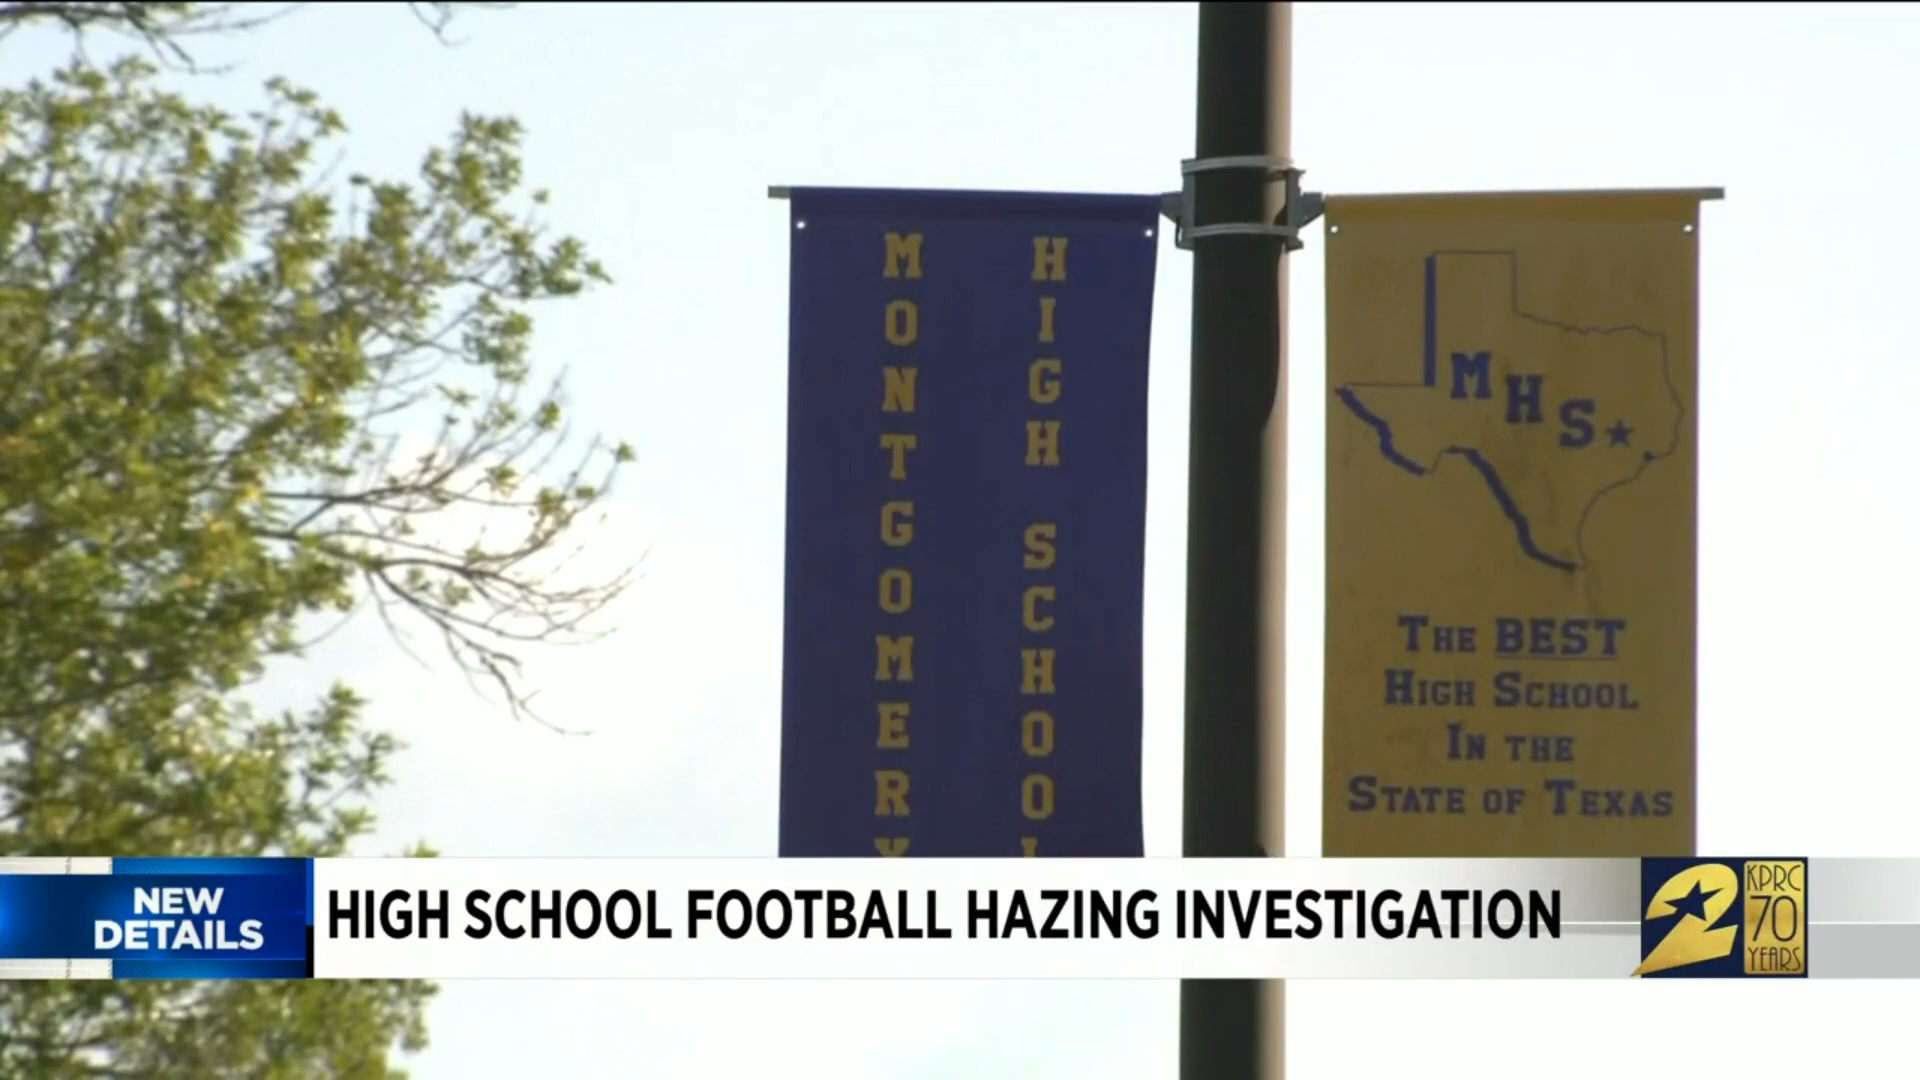 MONTGOMERY
HIGH SCHOOL
MHS
THE BEST
HIGH SCHOOL
IN THE
STATE OF TEXAS
NEW
DETAILS
HIGH SCHOOL FOOTBALL HAZING INVESTIGATION
2
KPRC
70
YEARS